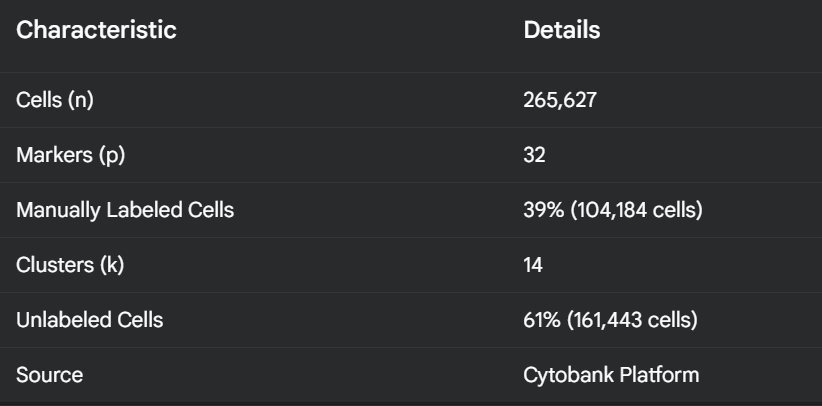 Characteristic Details
Cells (n) 265,627
Markers (p) 32
Manually Labeled Cells 39% (104,184 cells)
Clusters (k) 14
Unlabeled Cells 61% (161,443 cells)
Source Cytobank Platform